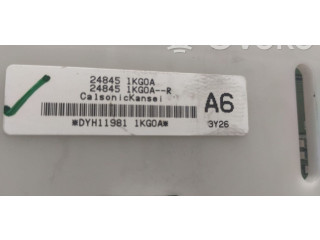 24845 1KG0A
24845 1KG0A--R
CalsonicKansei
*DYH11981 1KG0A*
A6
3Y26